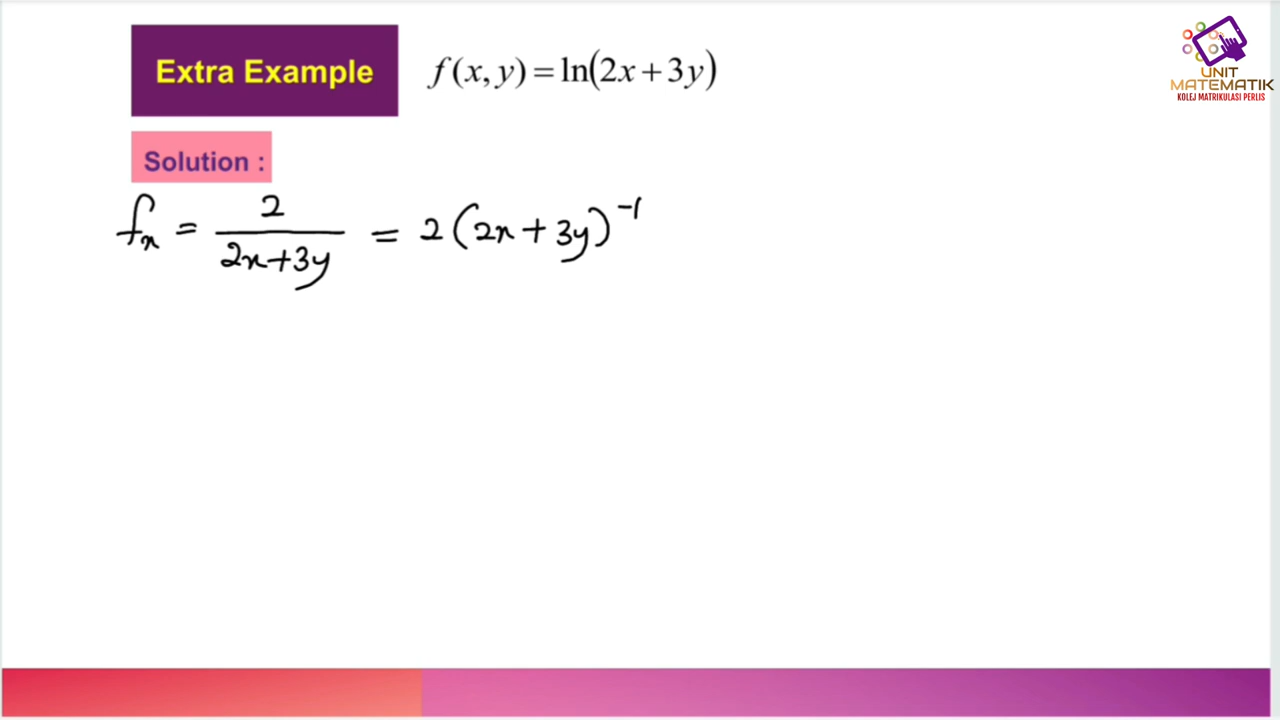 Extra Example f(x, y) = ln(2x + 3y)
UNIT
MATEMATIK
KOLEJ MATRIKULASI PERLIS
Solution :
fx = 2/(2x+3y) = 2(2x + 3y)^-1